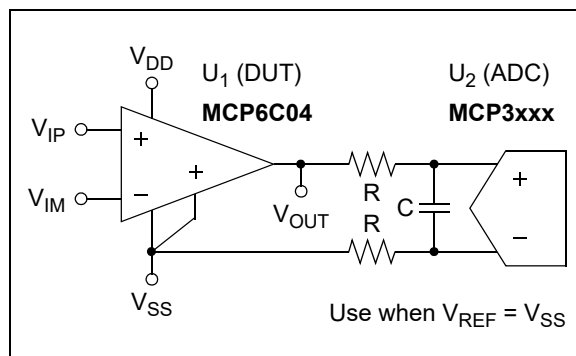 V_DD
U_1 (DUT)
MCP6C04
U_2 (ADC)
MCP3xxx
V_IP
+
+
+
V_IM
−
R
C
−
V_OUT
R
V_SS
Use when V_REF = V_SS